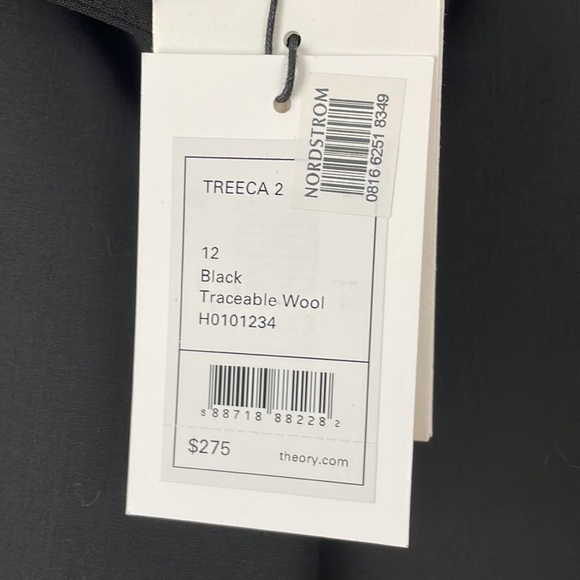 NORDSTROM
0816 6251 8349
TREECA 2
12
Black
Traceable Wool
H0101234
8 88718 88228 2
$275
theory.com